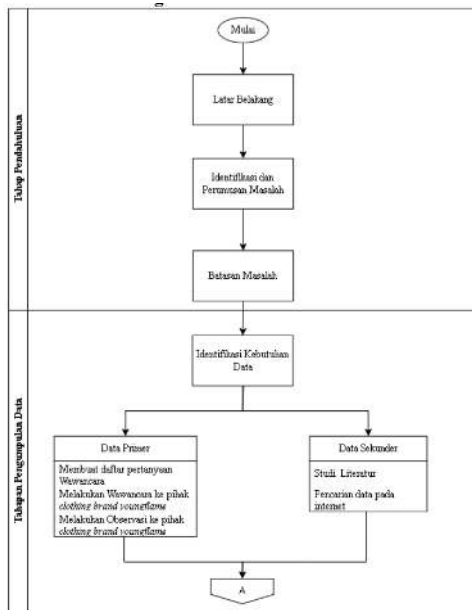 Mulai
Tahap Pendahuluan
Latar Belakang
Identifikasi dan
Perumusan Masalah
Batasan Masalah
Tahapan Pengumpulan Data
Identifikasi Kebutuhan
Data
Data Primer
Membuat daftar pertanyaan
Wawancara
Melakukan Wawancara ke pihak
clothing brand youngflame
Melakukan Observasi ke pihak
clothing brand youngflame
Data Sekunder
Studi Literatur
Pencarian data pada
internet
A